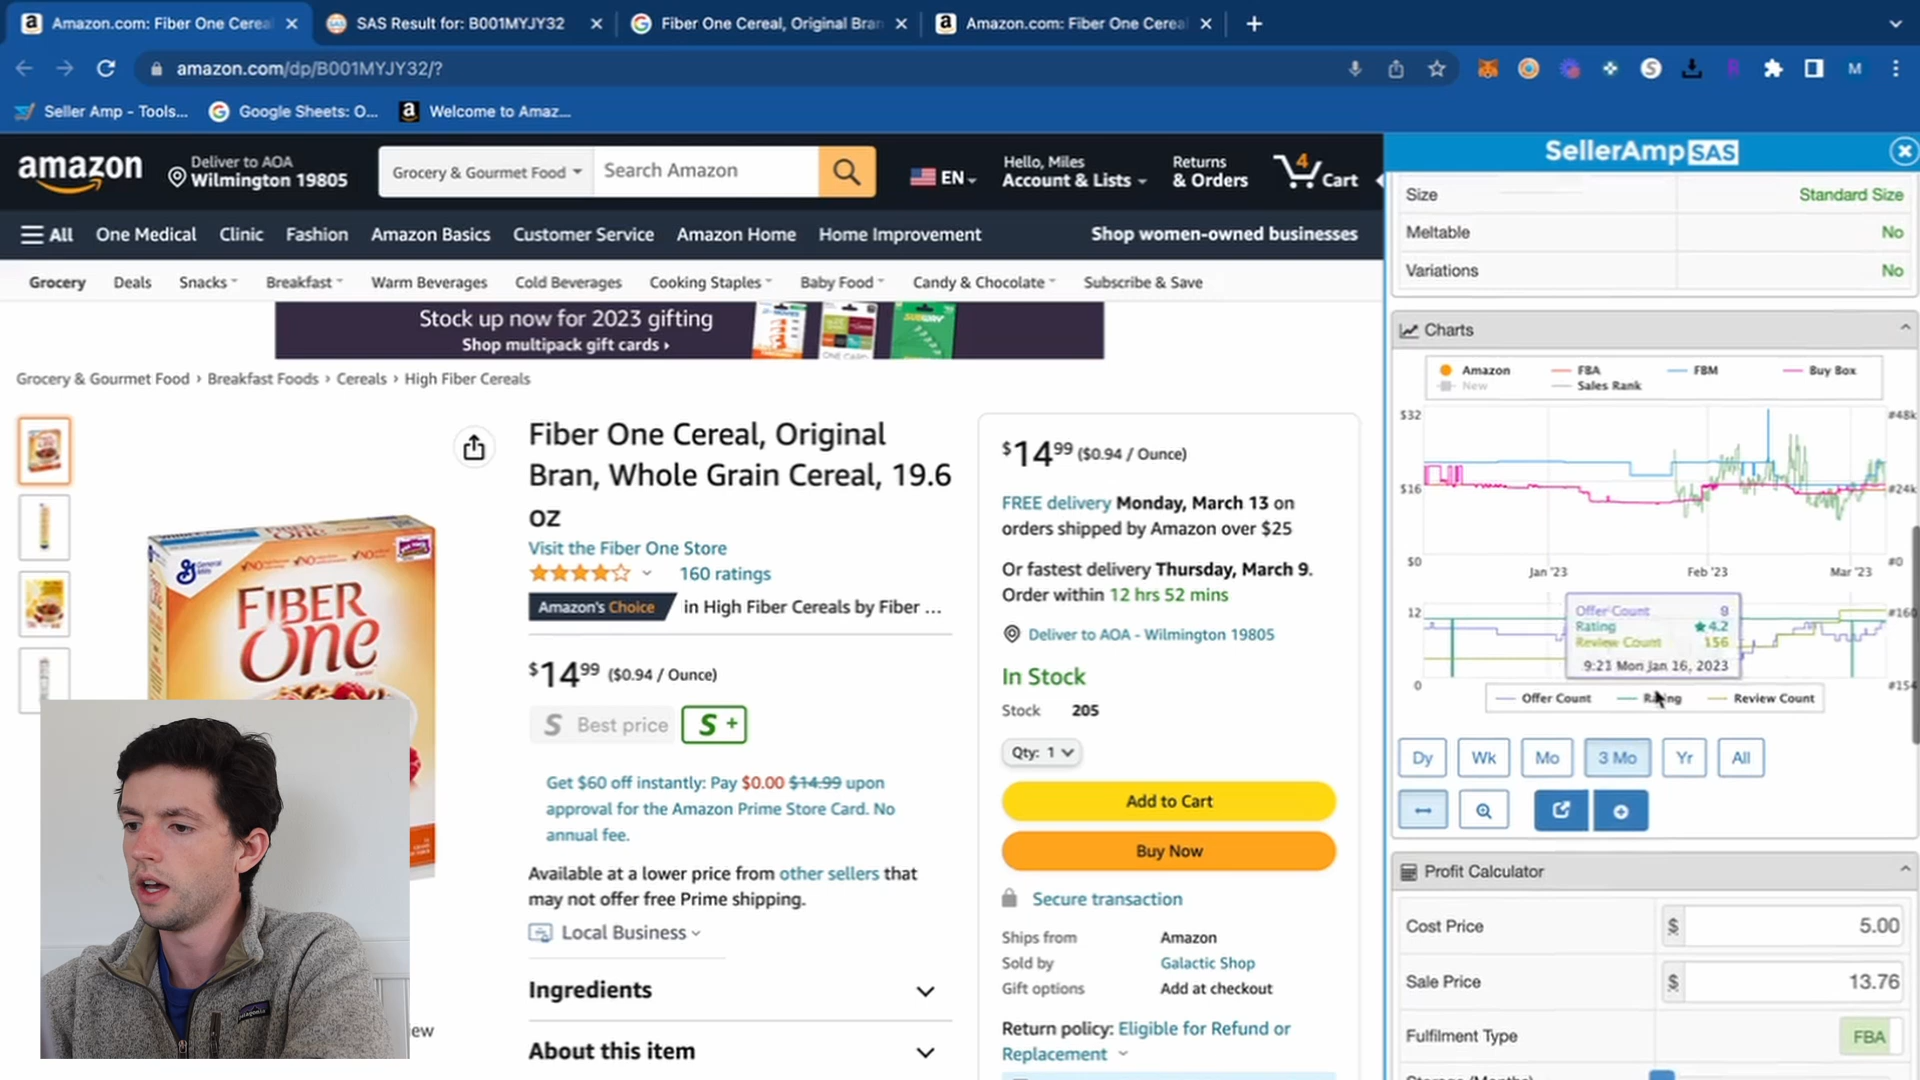 Amazon.com: Fiber One Cerea
SAS Result for: B001MYJY32
Fiber One Cereal, Original Bran
Amazon.com: Fiber One Cerea
amazon.com/dp/B001MYJY32/?
M
Seller Amp - Tools...
Google Sheets: O...
Welcome to Amaz...
amazon
Deliver to AOA
Wilmington 19805
Grocery & Gourmet Food
Search Amazon
EN
Hello, Miles
Account & Lists
Returns
& Orders
4
Cart
All
One Medical
Clinic
Fashion
Amazon Basics
Customer Service
Amazon Home
Home Improvement
Shop women-owned businesses
Grocery
Deals
Snacks
Breakfast
Warm Beverages
Cold Beverages
Cooking Staples
Baby Food
Candy & Chocolate
Subscribe & Save
Stock up now for 2023 gifting
Shop multipack gift cards ›
SUBWAY
Grocery & Gourmet Food › Breakfast Foods › Cereals › High Fiber Cereals
General Mills
FIBER
One
Fiber One Cereal, Original
Bran, Whole Grain Cereal, 19.6
oz
Visit the Fiber One Store
160 ratings
Amazon's Choice in High Fiber Cereals by Fiber ...
$14 99 ($0.94 / Ounce)
S Best price
S +
Get $60 off instantly: Pay $0.00 $14.99 upon
approval for the Amazon Prime Store Card. No
annual fee.
Available at a lower price from other sellers that
may not offer free Prime shipping.
Local Business
Ingredients
About this item
ew
patagonia
$14 99 ($0.94 / Ounce)
FREE delivery Monday, March 13 on
orders shipped by Amazon over $25
Or fastest delivery Thursday, March 9.
Order within 12 hrs 52 mins
Deliver to AOA - Wilmington 19805
In Stock
Stock 205
Qty: 1
Add to Cart
Buy Now
Secure transaction
Ships from Amazon
Sold by Galactic Shop
Gift options Add at checkout
Return policy: Eligible for Refund or
Replacement
SellerAmp SAS
Size Standard Size
Meltable No
Variations No
Charts
Amazon FBA FBM Buy Box
New Sales Rank
$32 #48k
$16 #24k
$0 #0
Jan '23 Feb '23 Mar '23
12 #160
Offer Count 9
Rating 4.2
Review Count 156
9:21 Mon Jan 16, 2023
0 #154
Offer Count Rating Review Count
Dy Wk Mo 3 Mo Yr All
Profit Calculator
Cost Price $ 5.00
Sale Price $ 13.76
Fulfilment Type FBA
Storage (Months)